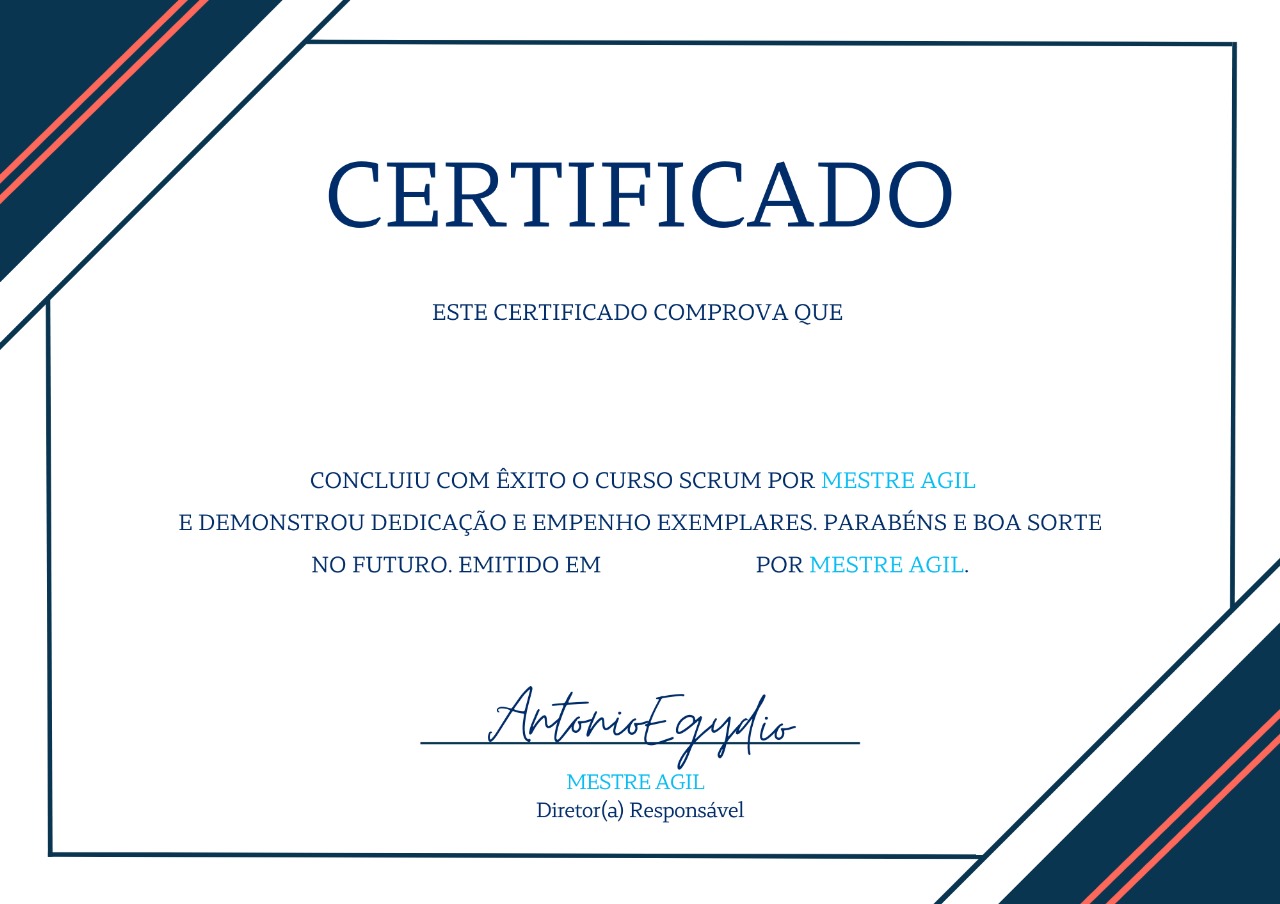 CERTIFICADO
ESTE CERTIFICADO COMPROVA QUE
CONCLUIU COM ÊXITO O CURSO SCRUM POR MESTRE AGIL
E DEMONSTROU DEDICAÇÃO E EMPENHO EXEMPLARES. PARABÉNS E BOA SORTE
NO FUTURO. EMITIDO EM POR MESTRE AGIL.
AntonioEgydio
MESTRE AGIL
Diretor(a) Responsável